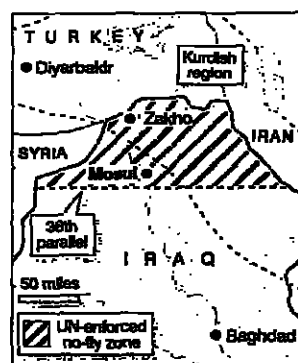 TURKEY
Diyarbakir
Kurdish
region
Zakho
IRAN
SYRIA
Mosul
36th
parallel
IRAQ
50 miles
UN-enforced
no-fly zone
Baghdad